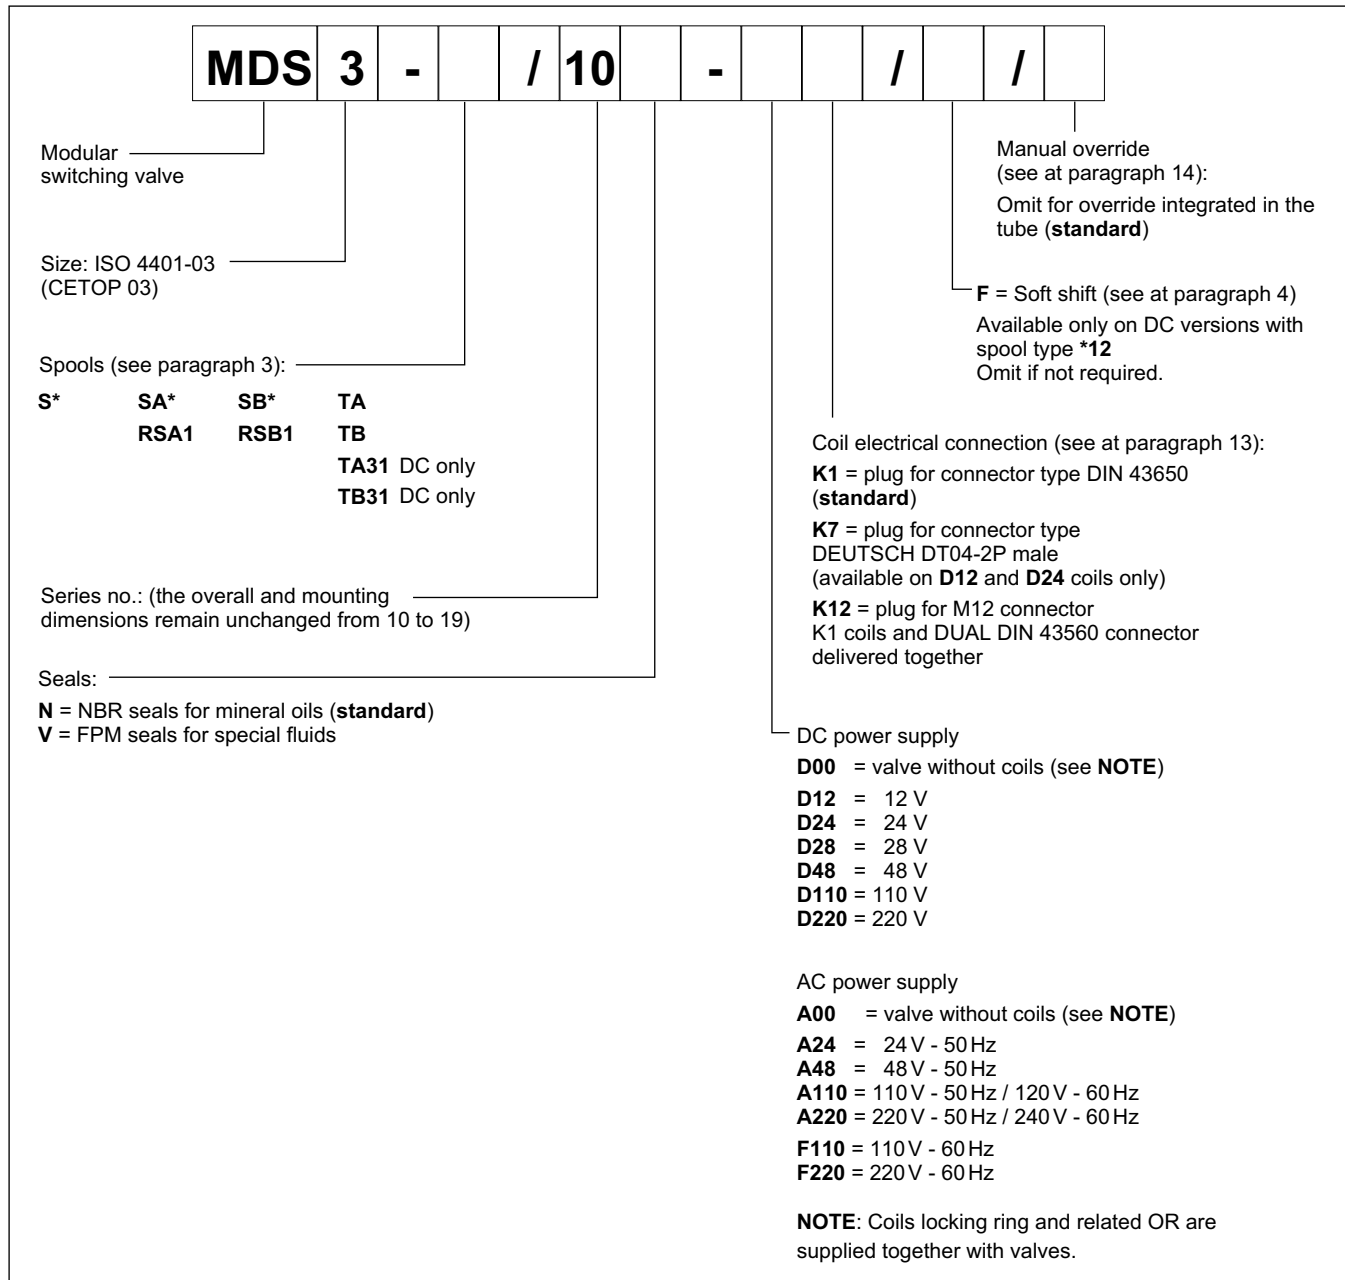 MDS 3 - / 10 - / /
Modular
switching valve
Size: ISO 4401-03
(CETOP 03)
Spools (see paragraph 3):
S* SA* SB* TA
RSA1 RSB1 TB
TA31 DC only
TB31 DC only
Series no.: (the overall and mounting
dimensions remain unchanged from 10 to 19)
Seals:
N = NBR seals for mineral oils (standard)
V = FPM seals for special fluids
Manual override
(see at paragraph 14):
Omit for override integrated in the
tube (standard)
F = Soft shift (see at paragraph 4)
Available only on DC versions with
spool type *12
Omit if not required.
Coil electrical connection (see at paragraph 13):
K1 = plug for connector type DIN 43650
(standard)
K7 = plug for connector type
DEUTSCH DT04-2P male
(available on D12 and D24 coils only)
K12 = plug for M12 connector
K1 coils and DUAL DIN 43560 connector
delivered together
DC power supply
D00 = valve without coils (see NOTE)
D12 = 12 V
D24 = 24 V
D28 = 28 V
D48 = 48 V
D110 = 110 V
D220 = 220 V
AC power supply
A00 = valve without coils (see NOTE)
A24 = 24 V - 50 Hz
A48 = 48 V - 50 Hz
A110 = 110 V - 50 Hz / 120 V - 60 Hz
A220 = 220 V - 50 Hz / 240 V - 60 Hz
F110 = 110 V - 60 Hz
F220 = 220 V - 60 Hz
NOTE: Coils locking ring and related OR are
supplied together with valves.